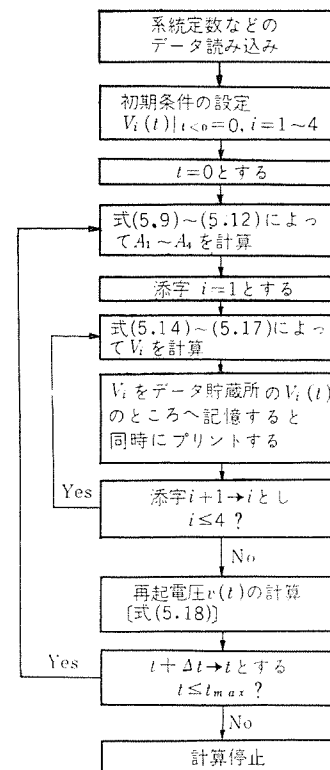 系統定数などの
データ読み込み
初期条件の設定
Vi(t)|t<0=0, i=1~4
t=0とする
式(5.9)~(5.12)によっ
てA1~A4を計算
添字 i=1とする
式(5.14)~(5.17)によっ
てViを計算
Viをデータ貯蔵所のVi(t)
のところへ記憶すると
同時にプリントする
Yes
添字i+1→iとし
i≤4 ?
No
再起電圧v(t)の計算
[式(5.18)]
Yes
t+Δt→tとする
t≤tmax ?
No
計算停止